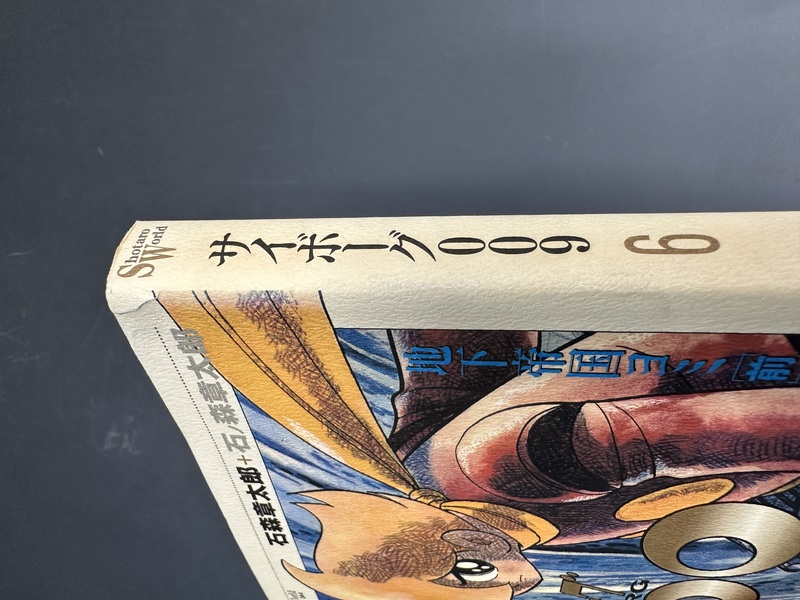 Shotaro
World
サイボーグ009 6
石森章太郎+石ノ森章太郎
地下帝国ヨミ[前
RG